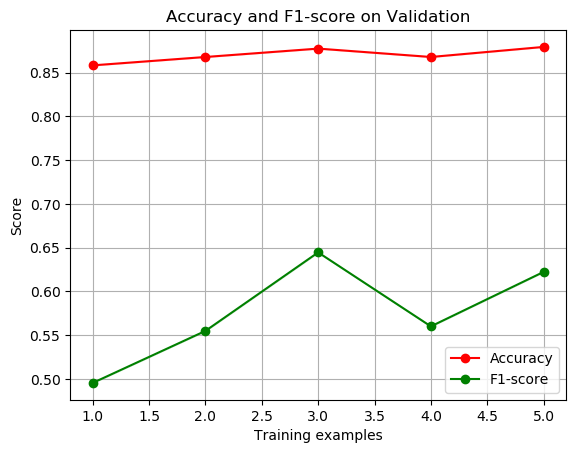 Accuracy and F1-score on Validation
Score
0.85
0.80
0.75
0.70
0.65
0.60
0.55
0.50
1.0 1.5 2.0 2.5 3.0 3.5 4.0 4.5 5.0
Training examples
Accuracy
F1-score